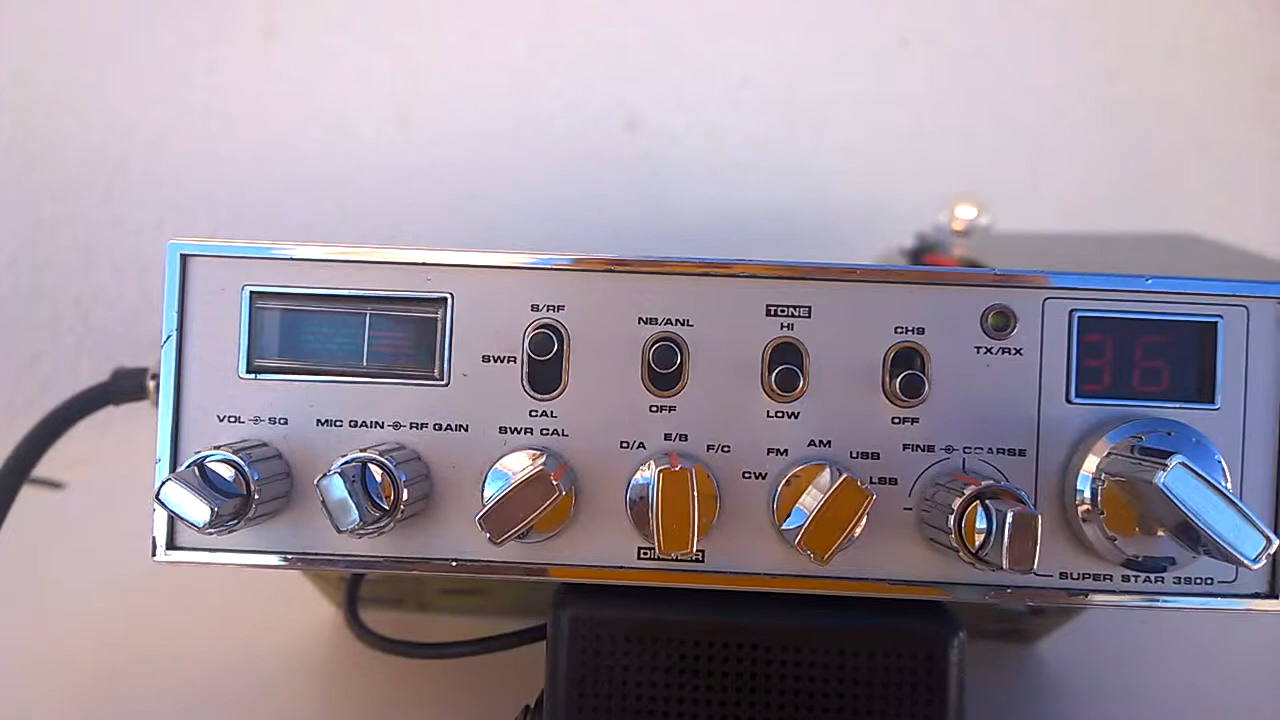 S/RF
SWR
CAL
NB/ANL
OFF
TONE
HI
LOW
CHS
OFF
TX/RX
36
VOL SQ
MIC GAIN RF GAIN
SWR CAL
D/A E/B F/C
DIMMER
CW FM AM USB LSB
FINE COARSE
SUPER STAR 3900